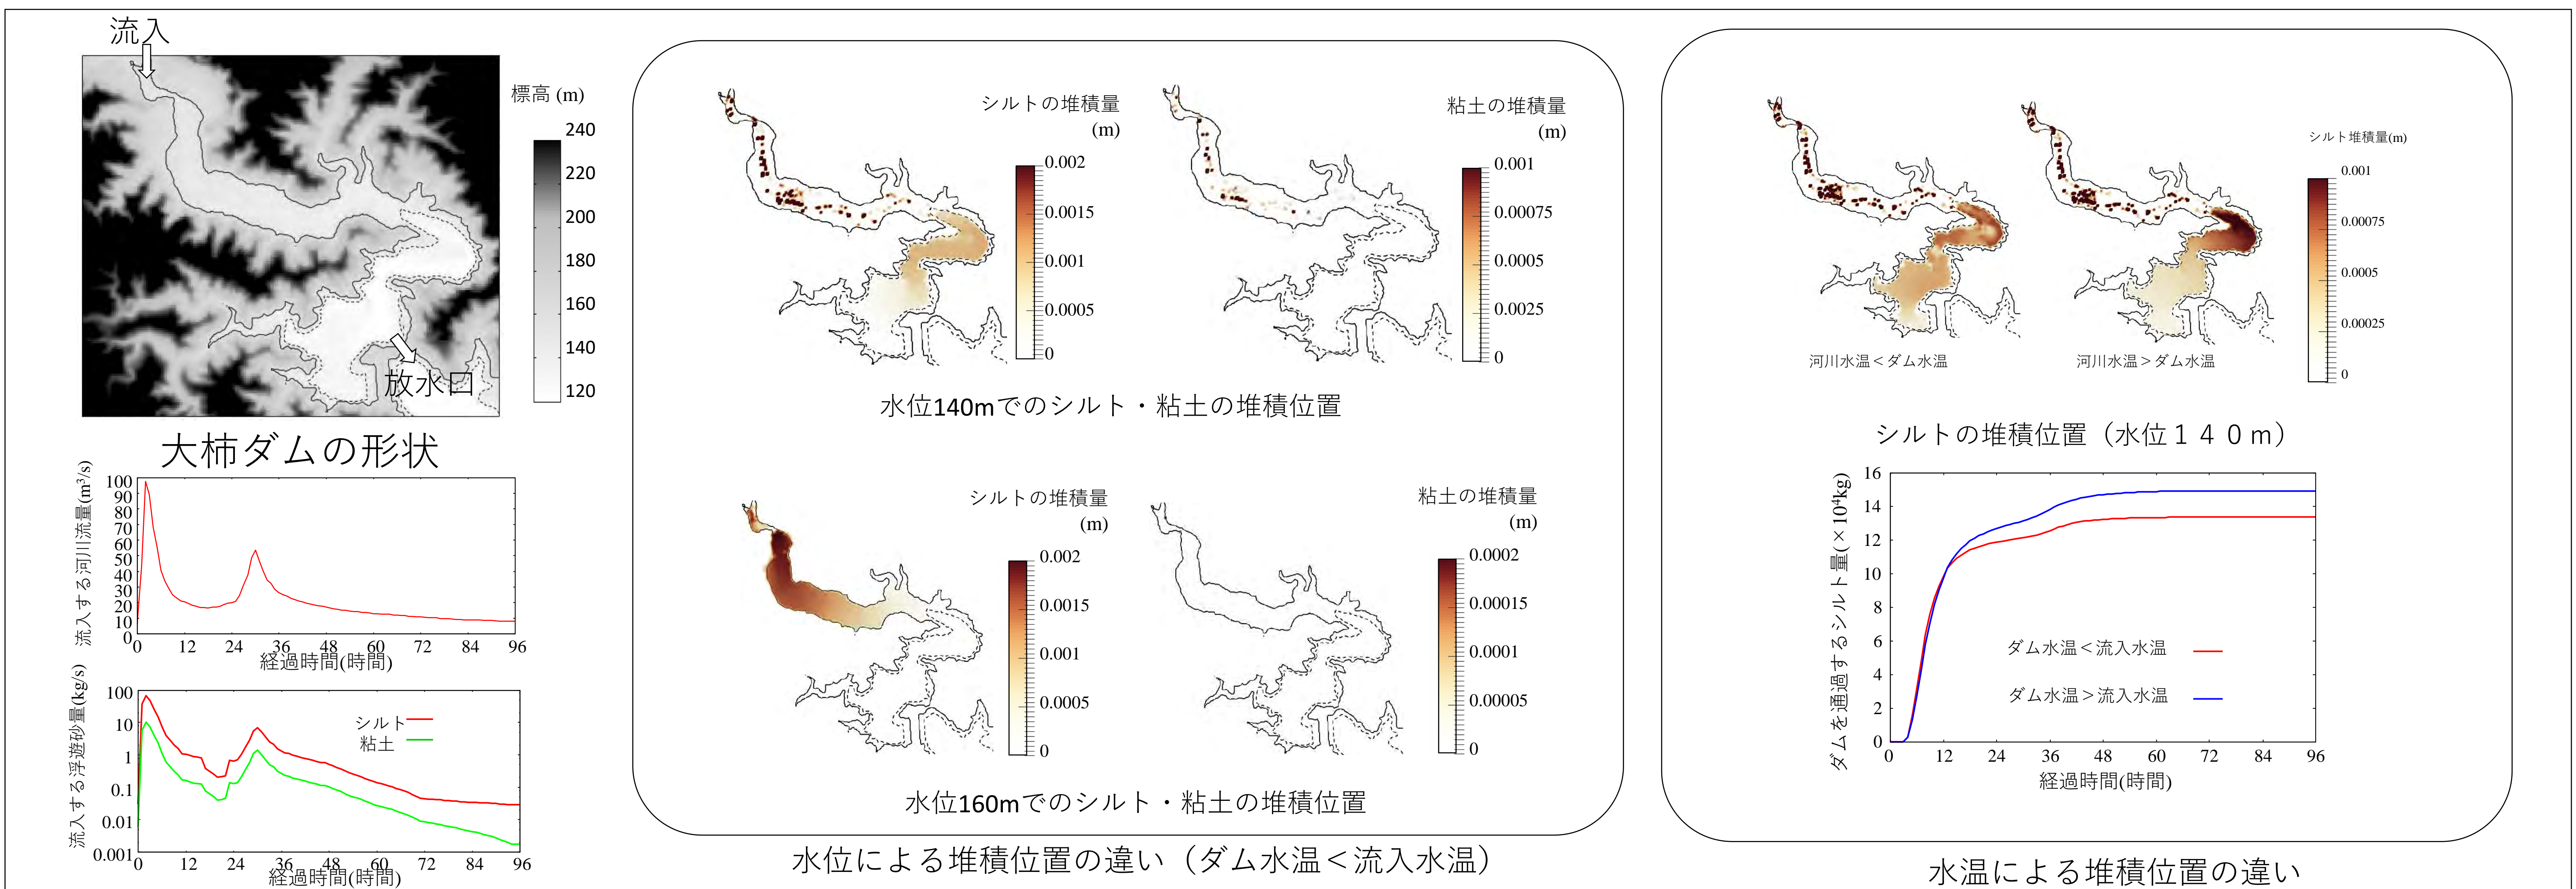 流入
標高 (m)
240
220
200
180
160
140
120
放水口
大柿ダムの形状
流入する河川流量(m³/s)
100
90
80
70
60
50
40
30
20
10
0
0 12 24 36 48 60 72 84 96
経過時間(時間)
流入する浮遊砂量(kg/s)
100
10
1
0.1
0.01
0.001
シルト
粘土
0 12 24 36 48 60 72 84 96
経過時間(時間)
シルトの堆積量
(m)
0.002
0.0015
0.001
0.0005
0
粘土の堆積量
(m)
0.001
0.00075
0.0005
0.0025
0
水位140mでのシルト・粘土の堆積位置
シルトの堆積量
(m)
0.002
0.0015
0.001
0.0005
0
粘土の堆積量
(m)
0.0002
0.00015
0.0001
0.00005
0
水位160mでのシルト・粘土の堆積位置
水位による堆積位置の違い（ダム水温＜流入水温）
シルト堆積量(m)
0.001
0.00075
0.0005
0.00025
0
河川水温＜ダム水温
河川水温＞ダム水温
シルトの堆積位置（水位１４０ｍ）
ダムを通過するシルト量(×10⁴kg)
16
14
12
10
8
6
4
2
0
ダム水温＜流入水温
ダム水温＞流入水温
0 12 24 36 48 60 72 84 96
経過時間(時間)
水温による堆積位置の違い